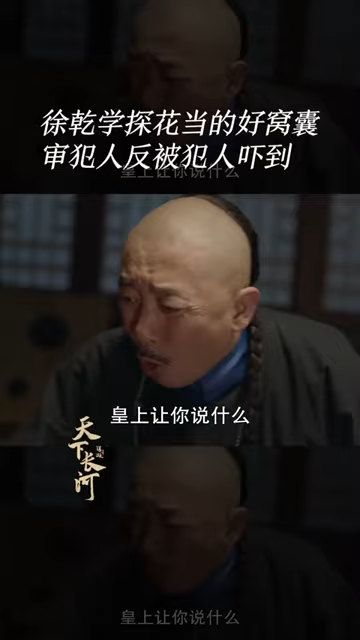 徐乾学探花当的好窝囊
审犯人反被犯人吓到
皇上让你说什么
皇上让你说什么
天下长河
皇上让你说什么